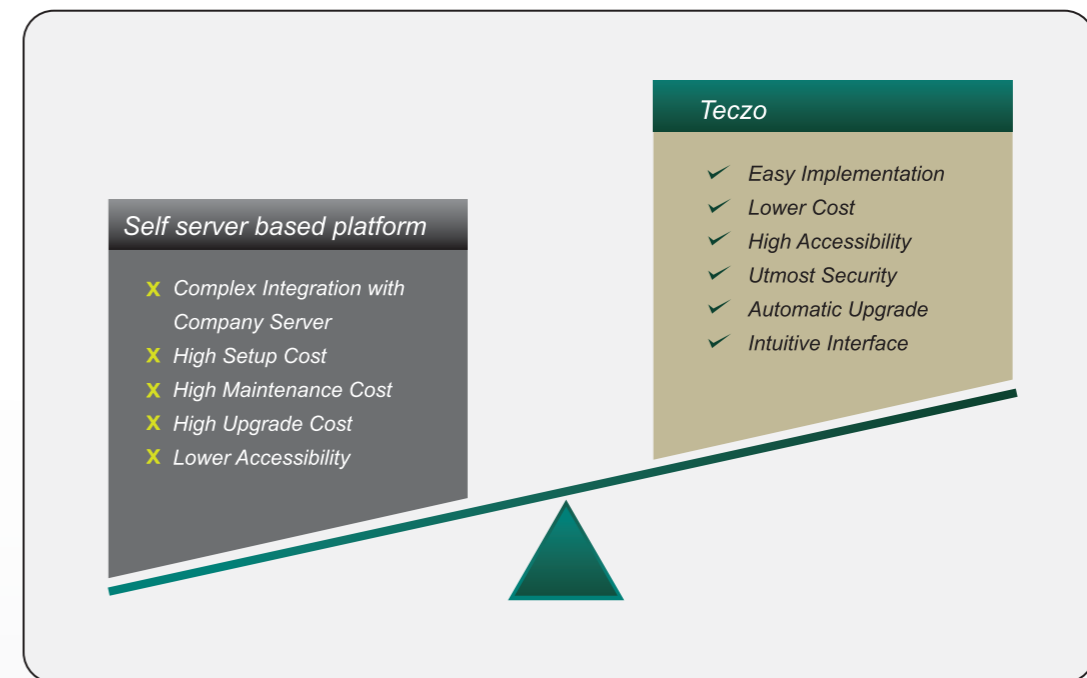 Teczo
Easy Implementation
Lower Cost
High Accessibility
Utmost Security
Automatic Upgrade
Intuitive Interface
Self server based platform
X Complex Integration with
Company Server
X High Setup Cost
X High Maintenance Cost
X High Upgrade Cost
X Lower Accessibility